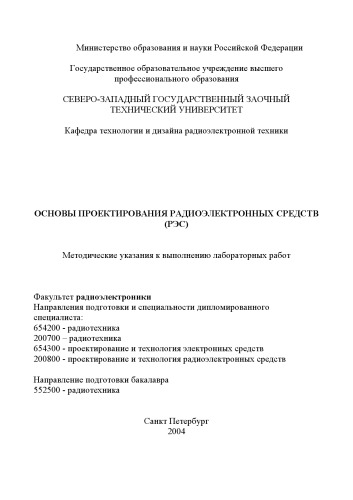 Министерство образования и науки Российской Федерации
Государственное образовательное учреждение высшего
профессионального образования
СЕВЕРО-ЗАПАДНЫЙ ГОСУДАРСТВЕННЫЙ ЗАОЧНЫЙ
ТЕХНИЧЕСКИЙ УНИВЕРСИТЕТ
Кафедра технологии и дизайна радиоэлектронной техники
ОСНОВЫ ПРОЕКТИРОВАНИЯ РАДИОЭЛЕКТРОННЫХ СРЕДСТВ
(РЭС)
Методические указания к выполнению лабораторных работ
Факультет радиоэлектроники
Направления подготовки и специальности дипломированного
специалиста:
654200 - радиотехника
200700 – радиотехника
654300 - проектирование и технология электронных средств
200800 - проектирование и технология радиоэлектронных средств
Направление подготовки бакалавра
552500 - радиотехника
Санкт Петербург
2004